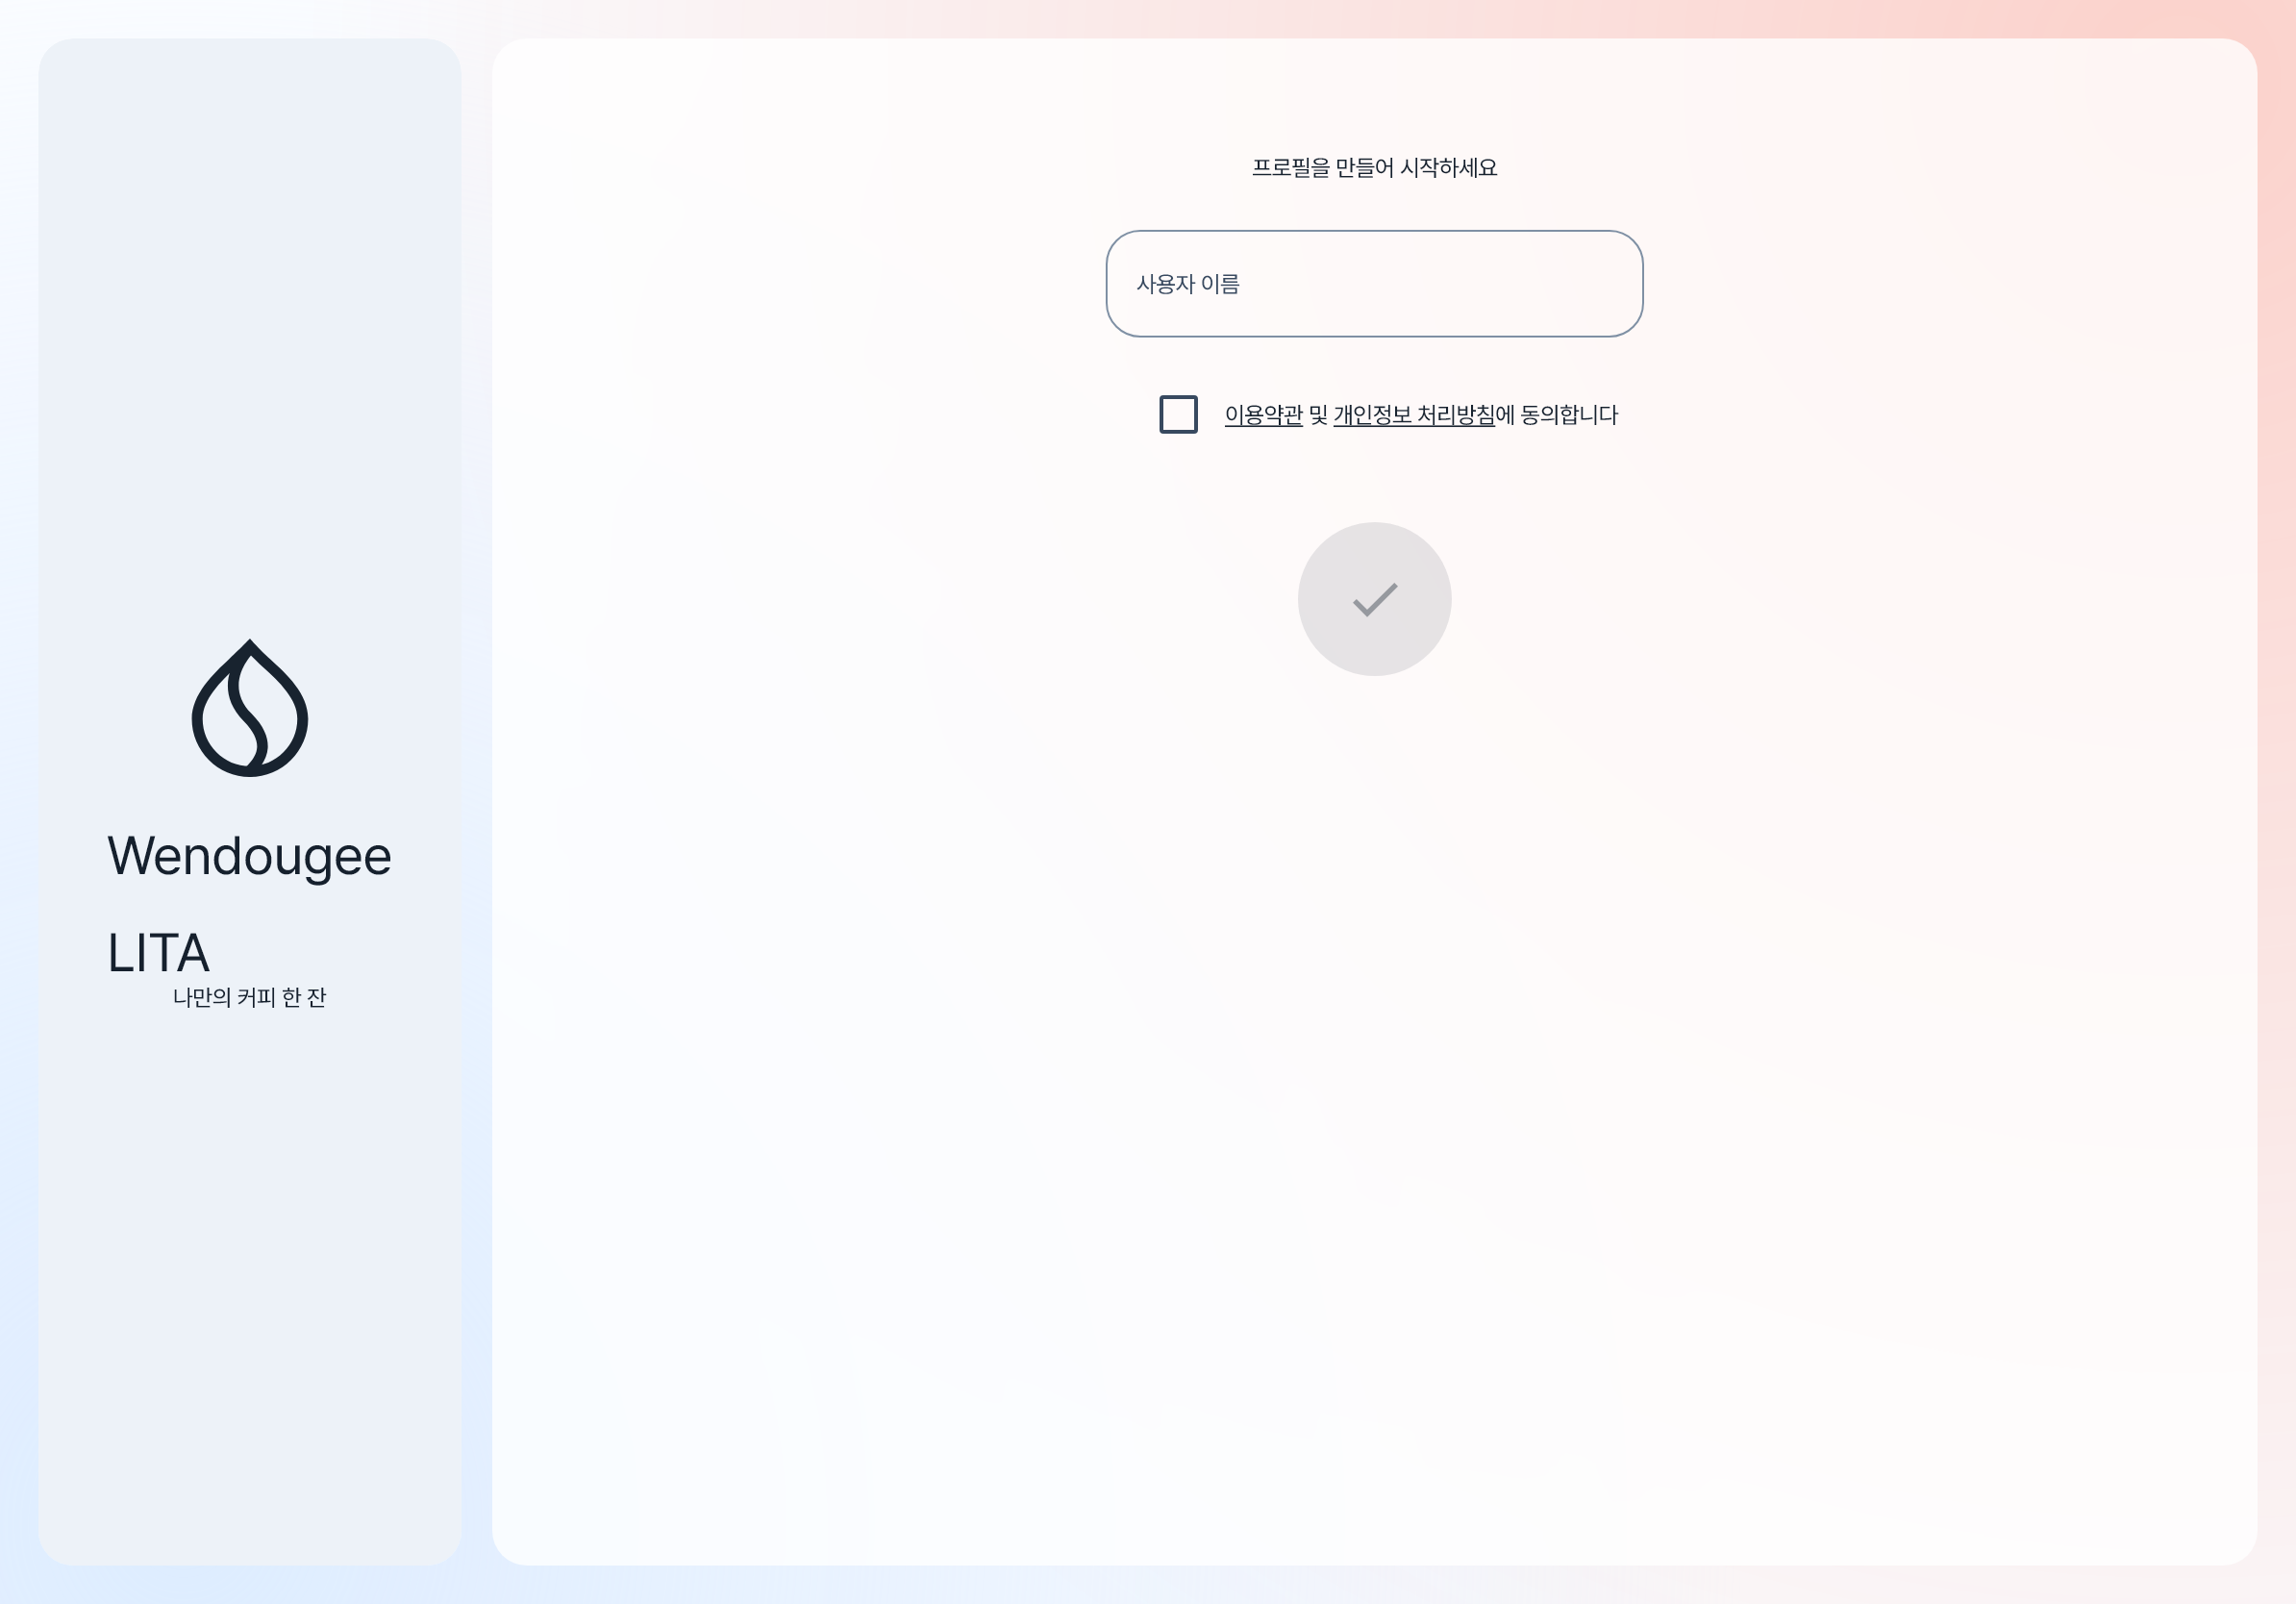 Wendougee
LITA
나만의 커피 한 잔
프로필을 만들어 시작하세요
사용자 이름
이용약관 및 개인정보 처리방침에 동의합니다